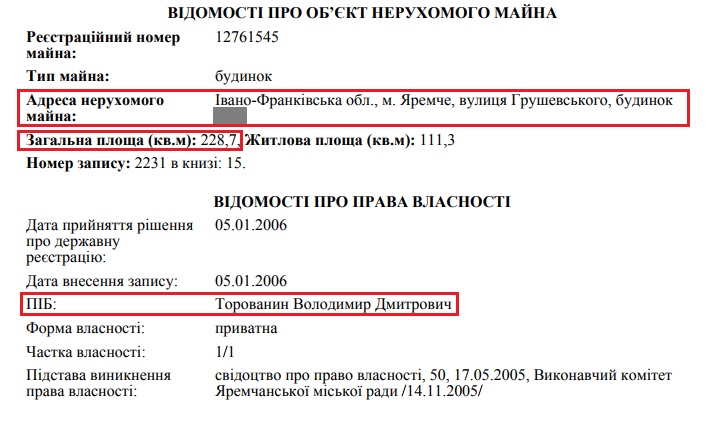 ВІДОМОСТІ ПРО ОБ’ЄКТ НЕРУХОМОГО МАЙНА
Реєстраційний номер майна: 12761545
Тип майна: будинок
Адреса нерухомого майна: Івано-Франківська обл., м. Яремче, вулиця Грушевського, будинок
Загальна площа (кв.м): 228,7, Житлова площа (кв.м): 111,3
Номер запису: 2231 в книзі: 15.
ВІДОМОСТІ ПРО ПРАВА ВЛАСНОСТІ
Дата прийняття рішення про державну реєстрацію: 05.01.2006
Дата внесення запису: 05.01.2006
ПІБ: Торованин Володимир Дмитрович
Форма власності: приватна
Частка власності: 1/1
Підстава виникнення права власності: свідоцтво про право власності, 50, 17.05.2005, Виконавчий комітет Яремчанської міської ради /14.11.2005/